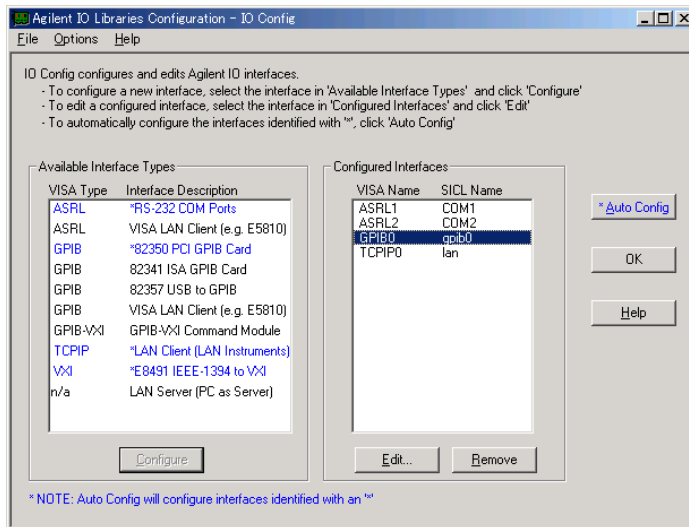 Agilent IO Libraries Configuration - IO Config
File Options Help
IO Config configures and edits Agilent IO interfaces.
- To configure a new interface, select the interface in 'Available Interface Types' and click 'Configure'
- To edit a configured interface, select the interface in 'Configured Interfaces' and click 'Edit'
- To automatically configure the interfaces identified with '*', click 'Auto Config'
Available Interface Types
VISA Type Interface Description
ASRL *RS-232 COM Ports
ASRL VISA LAN Client (e.g. E5810)
GPIB *82350 PCI GPIB Card
GPIB 82341 ISA GPIB Card
GPIB 82357 USB to GPIB
GPIB VISA LAN Client (e.g. E5810)
GPIB-VXI GPIB-VXI Command Module
TCPIP *LAN Client (LAN Instruments)
VXI *E8491 IEEE-1394 to VXI
n/a LAN Server (PC as Server)
Configure
Configured Interfaces
VISA Name SICL Name
ASRL1 COM1
ASRL2 COM2
GPIB0 gpib0
TCPIP0 lan
Edit... Remove
* Auto Config
OK
Help
* NOTE: Auto Config will configure interfaces identified with an '*'